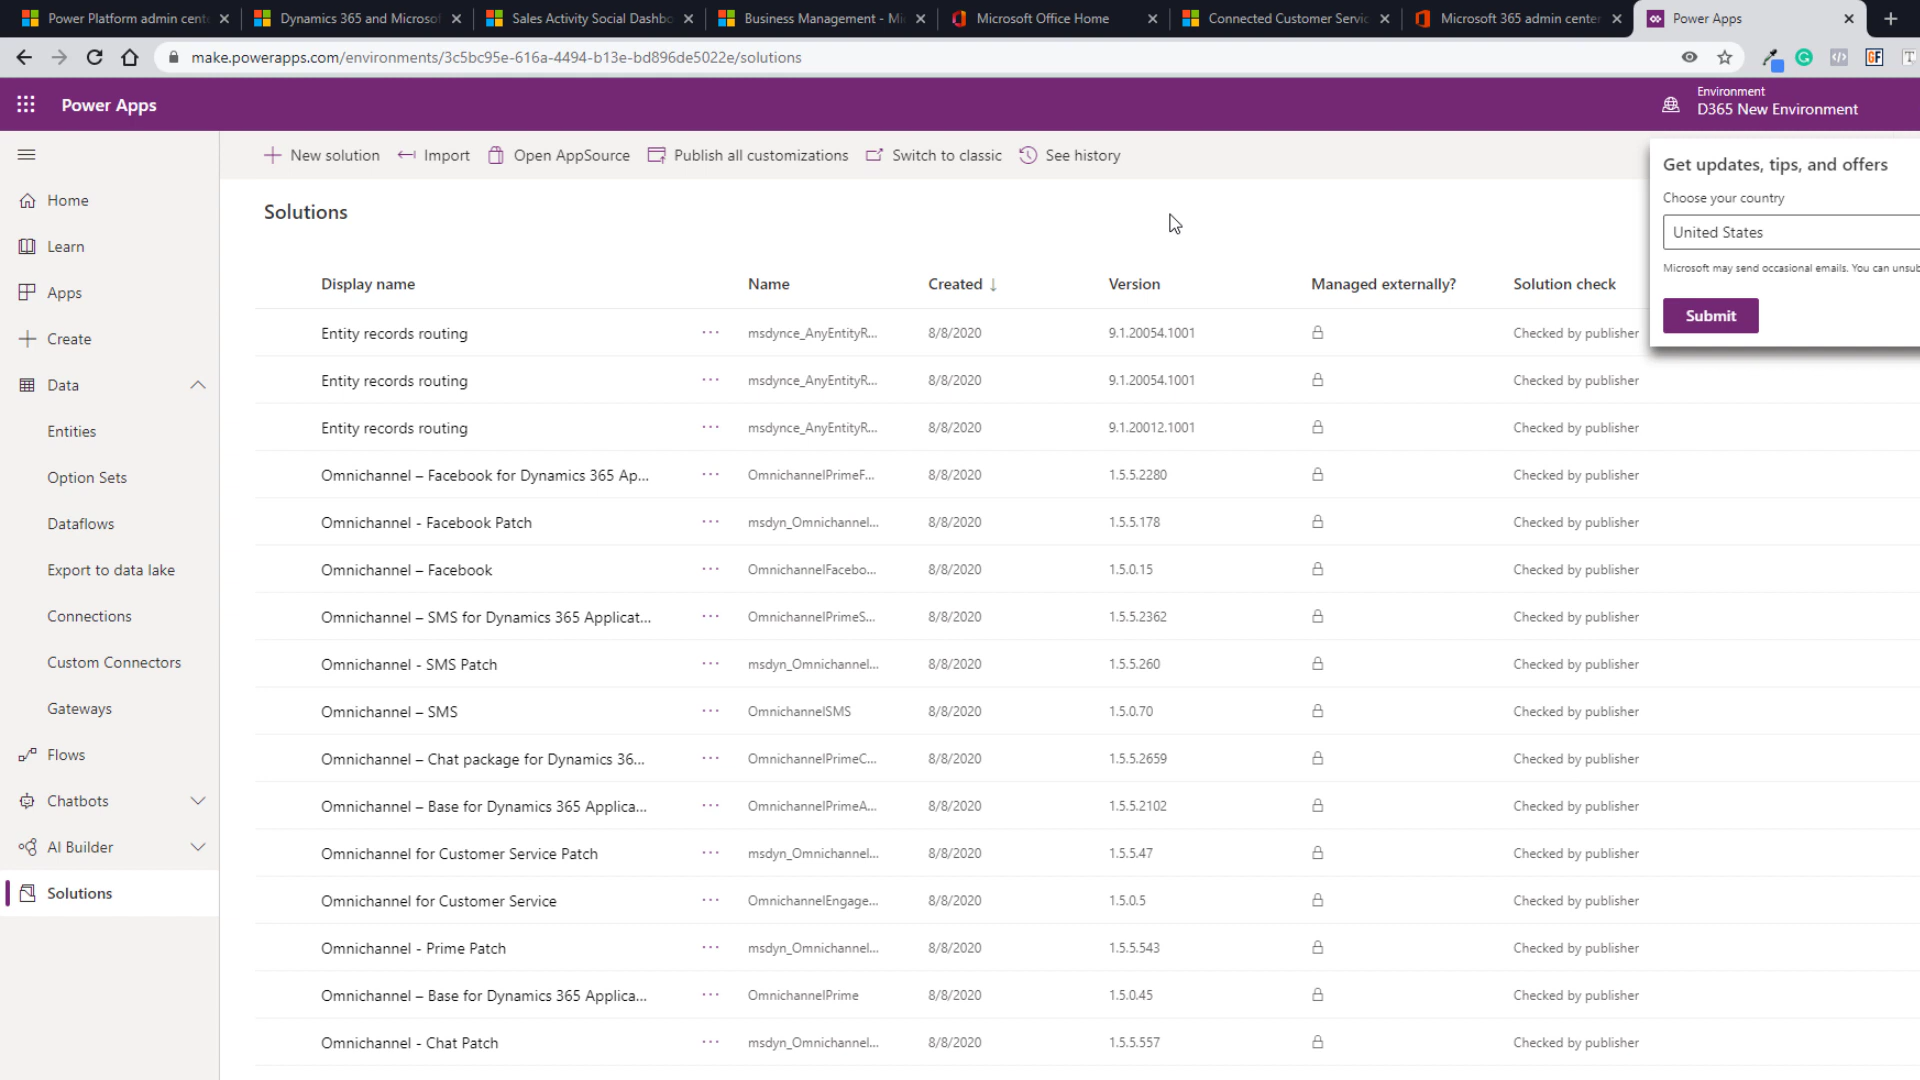 Power Platform admin cent
Dynamics 365 and Microsof
Sales Activity Social Dashbo
Business Management - Mi
Microsoft Office Home
Connected Customer Servic
Microsoft 365 admin center
Power Apps
make.powerapps.com/environments/3c5bc95e-616a-4494-b13e-bd896de5022e/solutions
GF
T
Power Apps
Environment
D365 New Environment
New solution
Import
Open AppSource
Publish all customizations
Switch to classic
See history
Get updates, tips, and offers
Choose your country
United States
Microsoft may send occasional emails. You can unsub
Submit
Home
Learn
Apps
Create
Data
Entities
Option Sets
Dataflows
Export to data lake
Connections
Custom Connectors
Gateways
Flows
Chatbots
AI Builder
Solutions
Solutions
Display name Name Created Version Managed externally? Solution check
Entity records routing ··· msdynce_AnyEntityR... 8/8/2020 9.1.20054.1001 Checked by publisher
Entity records routing ··· msdynce_AnyEntityR... 8/8/2020 9.1.20054.1001 Checked by publisher
Entity records routing ··· msdynce_AnyEntityR... 8/8/2020 9.1.20012.1001 Checked by publisher
Omnichannel – Facebook for Dynamics 365 Ap... ··· OmnichannelPrimeF... 8/8/2020 1.5.5.2280 Checked by publisher
Omnichannel - Facebook Patch ··· msdyn_Omnichannel... 8/8/2020 1.5.5.178 Checked by publisher
Omnichannel – Facebook ··· OmnichannelFacebo... 8/8/2020 1.5.0.15 Checked by publisher
Omnichannel – SMS for Dynamics 365 Applicat... ··· OmnichannelPrimeS... 8/8/2020 1.5.5.2362 Checked by publisher
Omnichannel - SMS Patch ··· msdyn_Omnichannel... 8/8/2020 1.5.5.260 Checked by publisher
Omnichannel – SMS ··· OmnichannelSMS 8/8/2020 1.5.0.70 Checked by publisher
Omnichannel – Chat package for Dynamics 36... ··· OmnichannelPrimeC... 8/8/2020 1.5.5.2659 Checked by publisher
Omnichannel – Base for Dynamics 365 Applica... ··· OmnichannelPrimeA... 8/8/2020 1.5.5.2102 Checked by publisher
Omnichannel for Customer Service Patch ··· msdyn_Omnichannel... 8/8/2020 1.5.5.47 Checked by publisher
Omnichannel for Customer Service ··· OmnichannelEngage... 8/8/2020 1.5.0.5 Checked by publisher
Omnichannel - Prime Patch ··· msdyn_Omnichannel... 8/8/2020 1.5.5.543 Checked by publisher
Omnichannel – Base for Dynamics 365 Applica... ··· OmnichannelPrime 8/8/2020 1.5.0.45 Checked by publisher
Omnichannel - Chat Patch ··· msdyn_Omnichannel... 8/8/2020 1.5.5.557 Checked by publisher